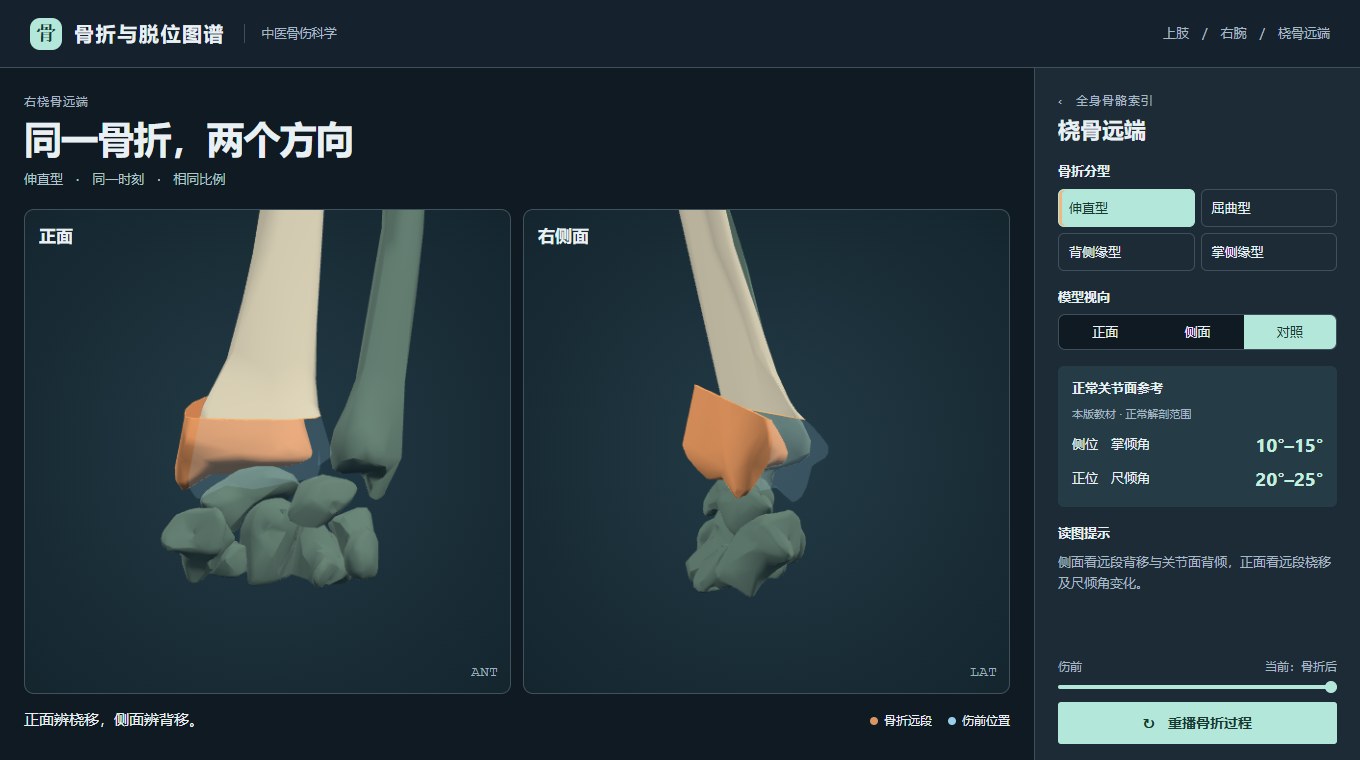 骨 骨折与脱位图谱 中医骨伤科学
上肢 / 右腕 / 桡骨远端
右桡骨远端
同一骨折，两个方向
伸直型 · 同一时刻 · 相同比例
正面
ANT
右侧面
LAT
正面辨桡移，侧面辨背移。
骨折远段 伤前位置
‹ 全身骨骼索引
桡骨远端
骨折分型
伸直型 屈曲型
背侧缘型 掌侧缘型
模型视向
正面 侧面 对照
正常关节面参考
本版教材 · 正常解剖范围
侧位 掌倾角 10°–15°
正位 尺倾角 20°–25°
读图提示
侧面看远段背移与关节面背倾，正面看远段桡移
及尺倾角变化。
伤前 当前：骨折后
↻ 重播骨折过程